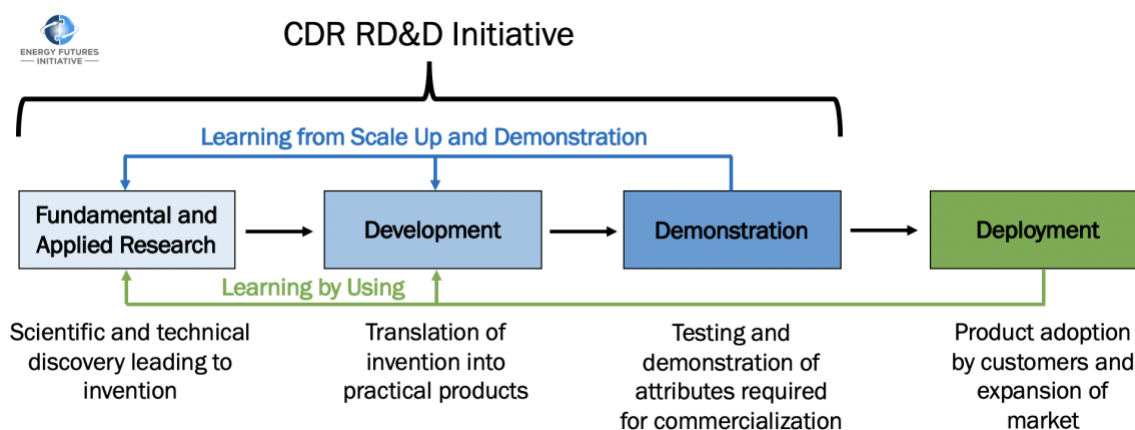 CDR RD&D Initiative
ENERGY FUTURES
INITIATIVE
Learning from Scale Up and Demonstration
Fundamental and
Applied Research
Development
Demonstration
Deployment
Learning by Using
Scientific and technical
discovery leading to
invention
Translation of
invention into
practical products
Testing and
demonstration of
attributes required
for commercialization
Product adoption
by customers and
expansion of
market